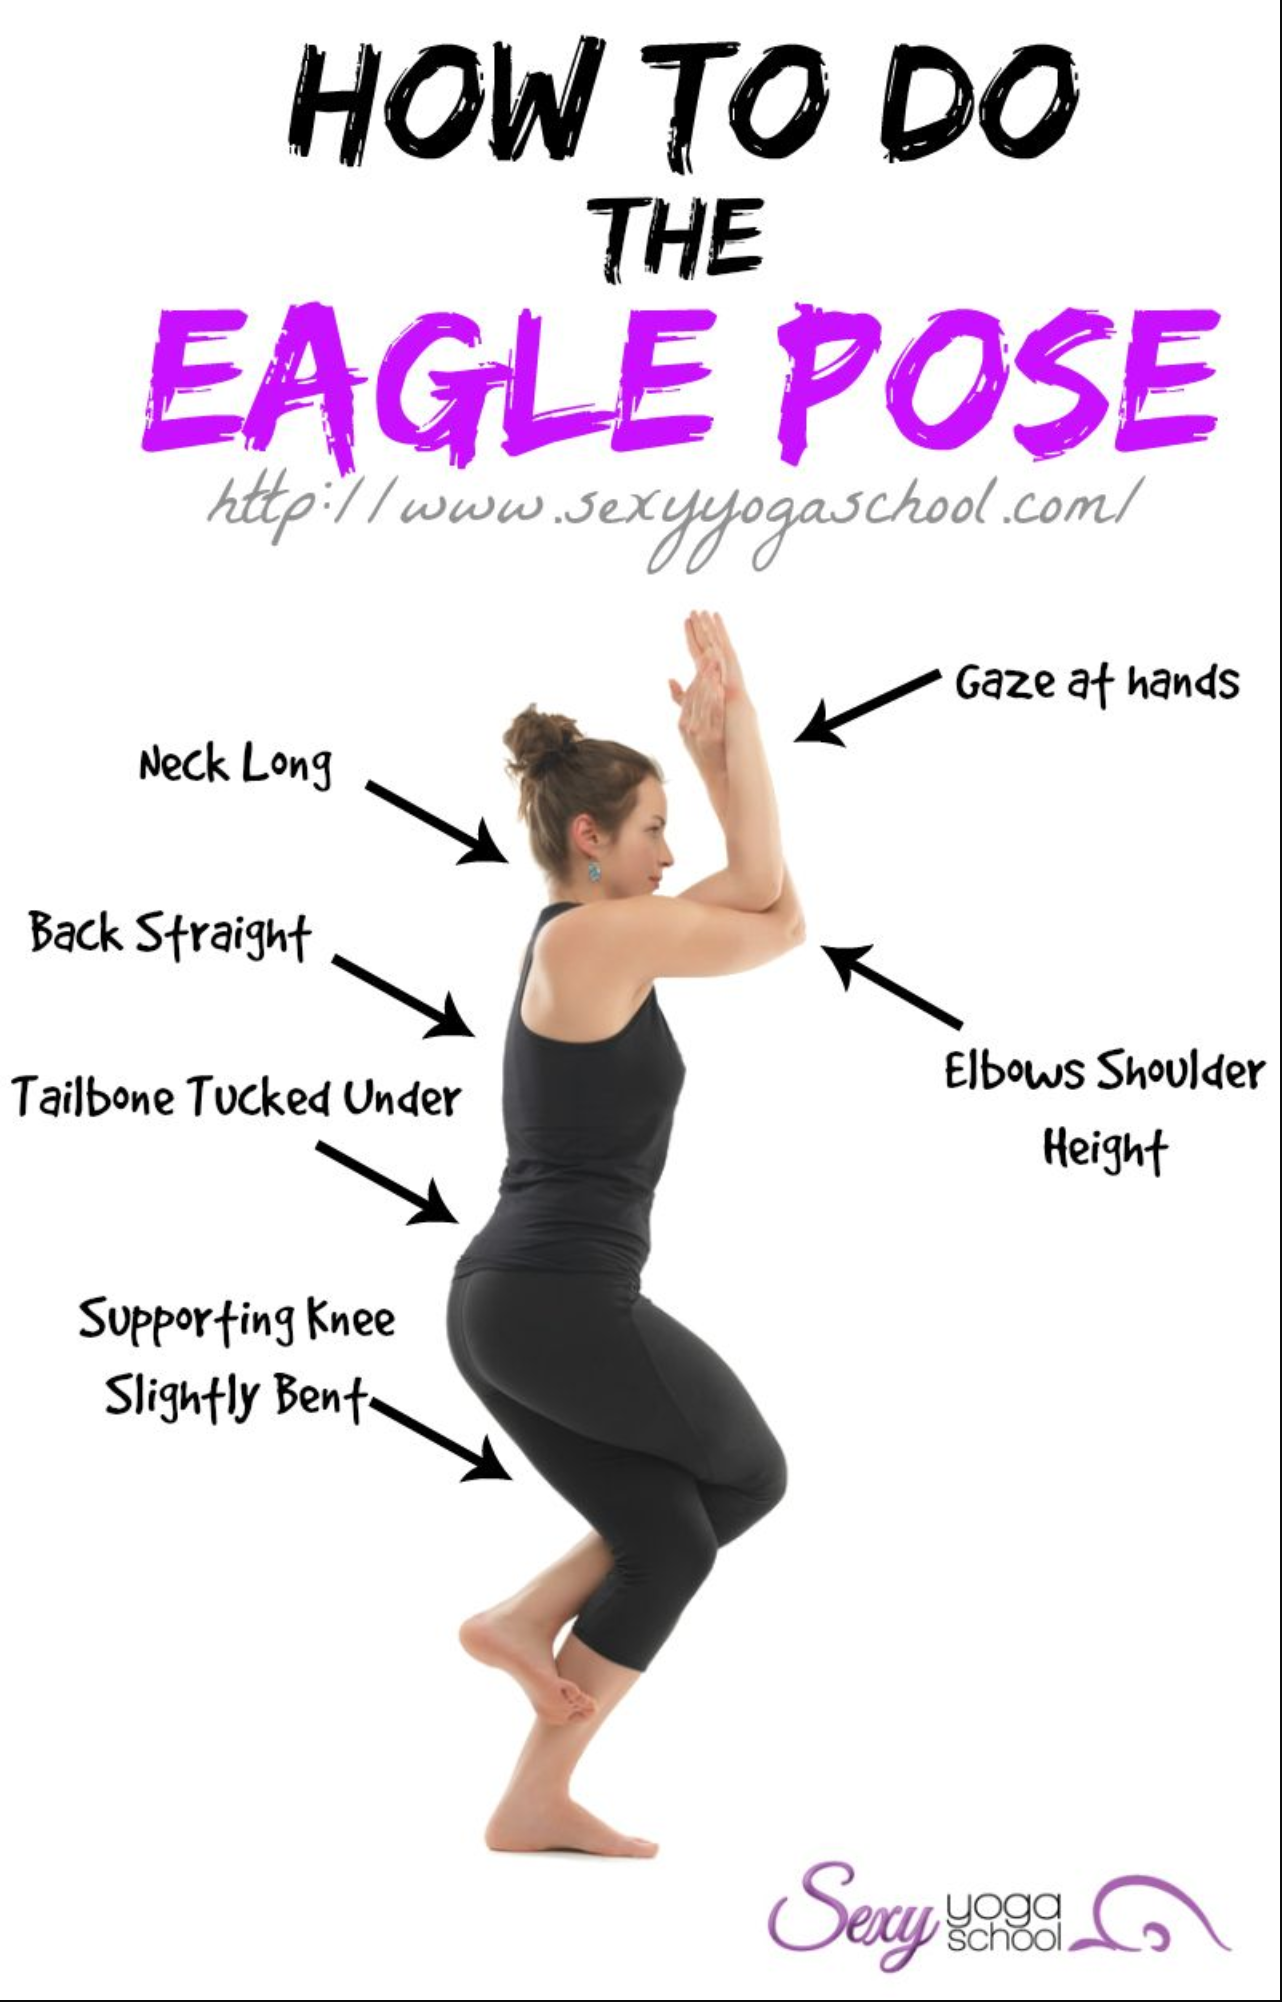 HOW TO DO
THE
EAGLE POSE
http://www.sexyyogaschool.com/
Gaze at hands
Neck Long
Back Straight
Elbows Shoulder
Height
Tailbone Tucked Under
Supporting Knee
Slightly Bent
Sexy yoga
school